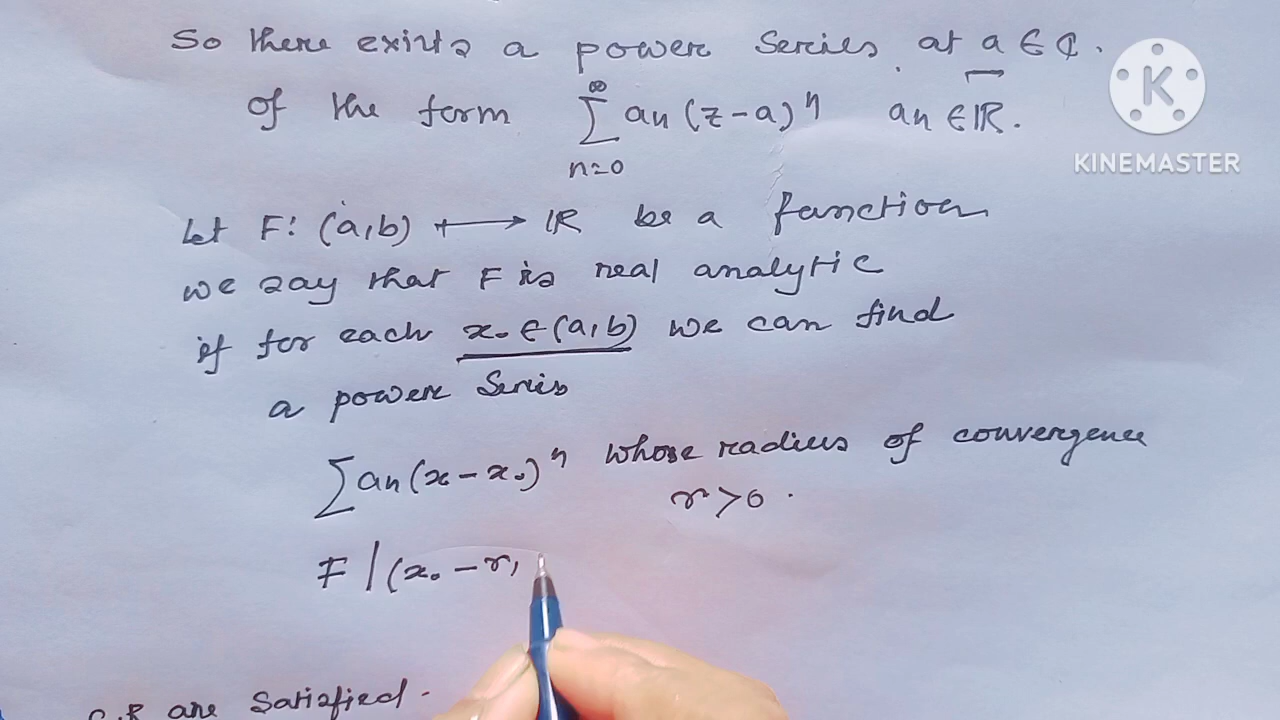 So there exists a power Series at a ∈ ₵.
of the form ∞ ∑ n=0 an (z-a)^n an ∈ IR.
K
KINEMASTER
Let F: (a,b) ⟼ IR be a function
we say that F is real analytic
if for each x₀ ∈ (a,b) we can find
a power Series
∑ an (x - x₀)^n whose radius of convergence
r > 0.
F | (x₀ - r,
C.R are Satisfied.